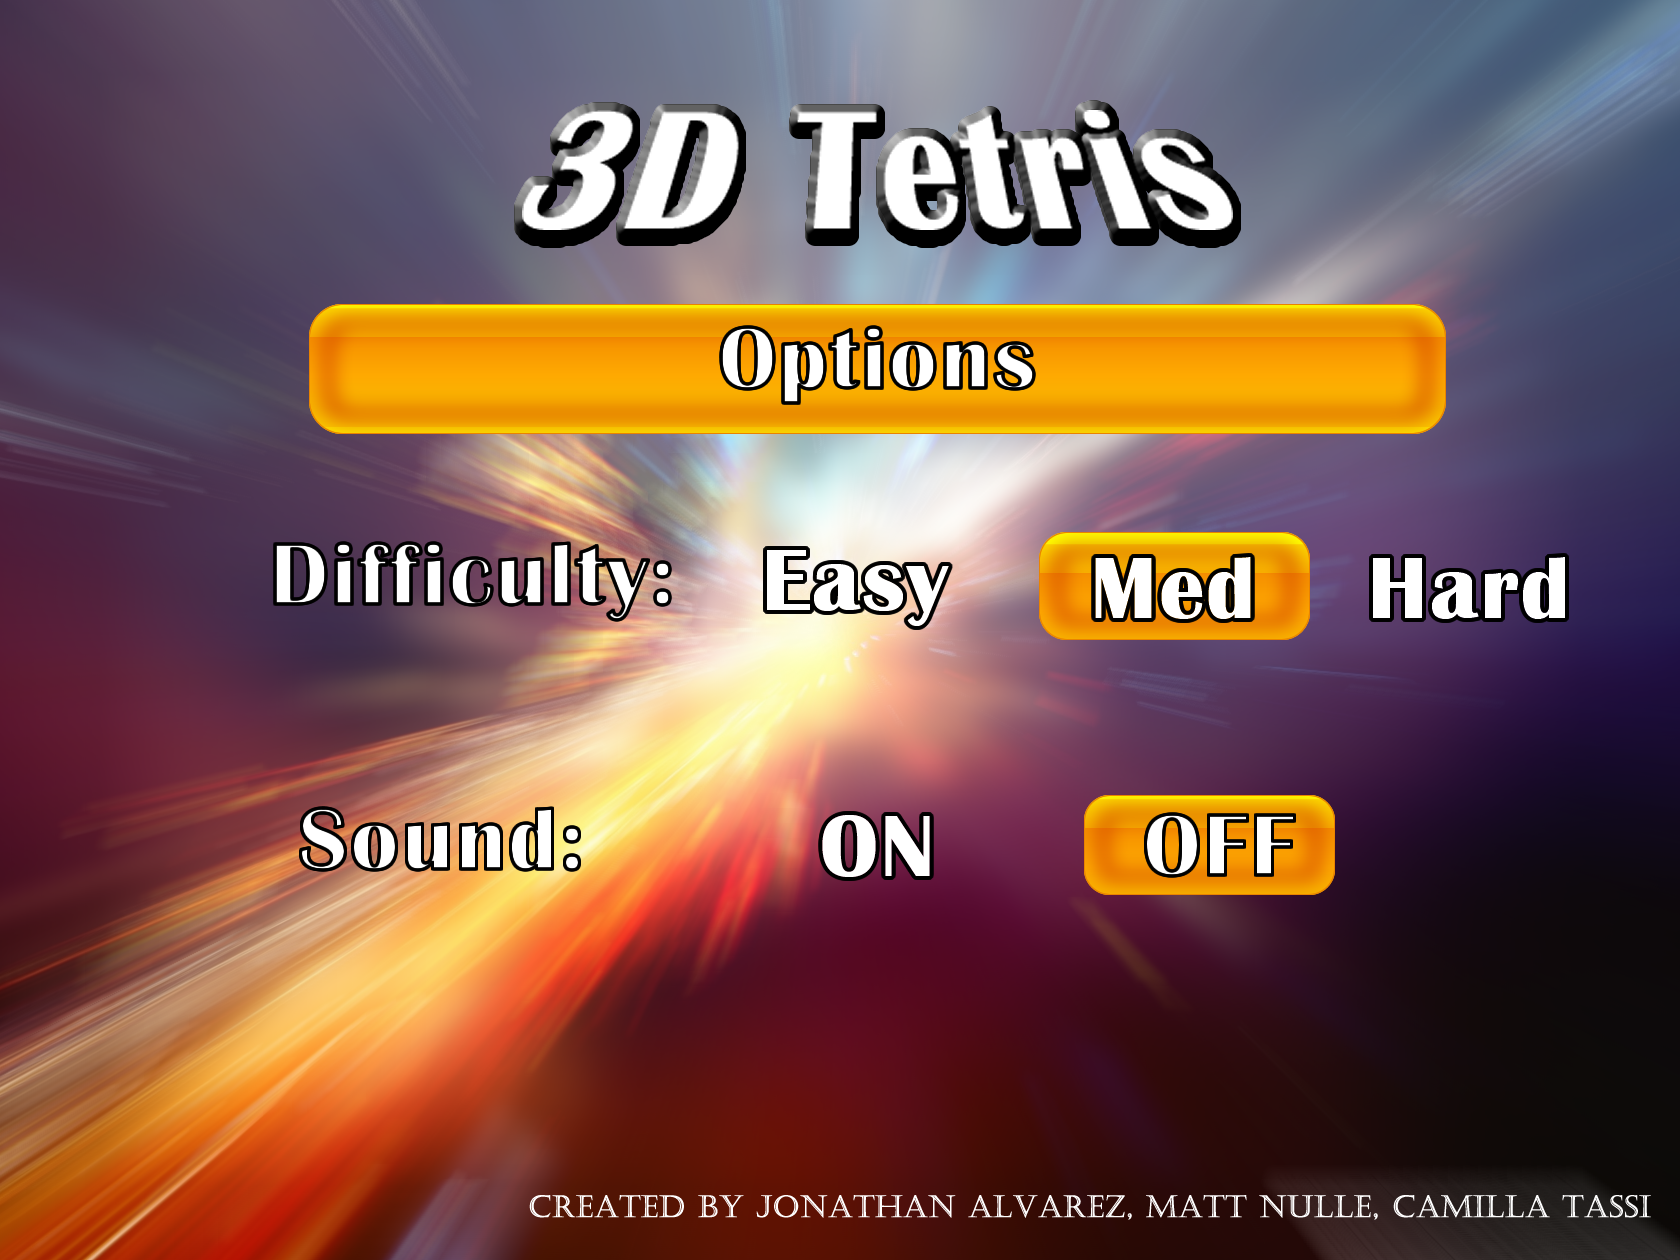 3D Tetris
Options
Difficulty: Easy Med Hard
Sound: ON OFF
CREATED BY JONATHAN ALVAREZ, MATT NULLE, CAMILLA TASSI